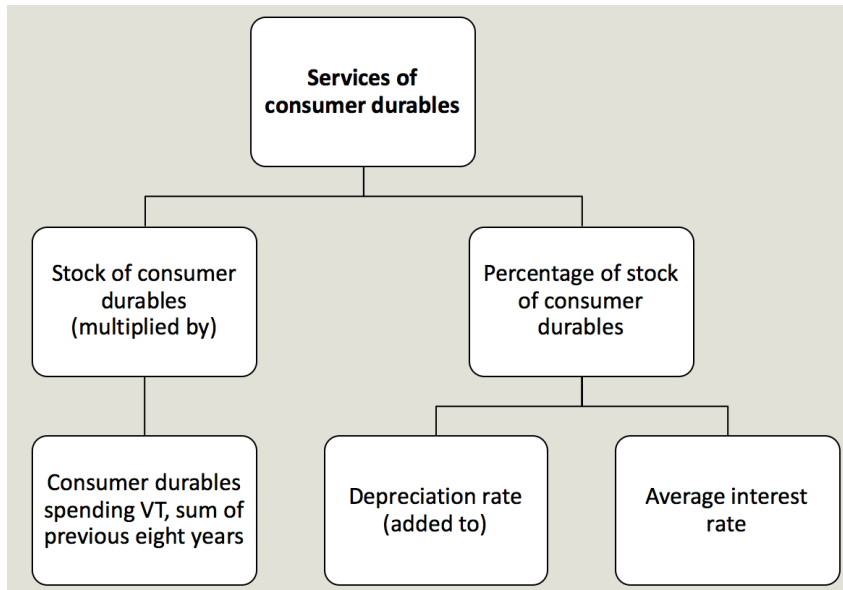 Services of
consumer durables
Stock of consumer
durables
(multiplied by)
Percentage of stock
of consumer
durables
Consumer durables
spending VT, sum of
previous eight years
Depreciation rate
(added to)
Average interest
rate